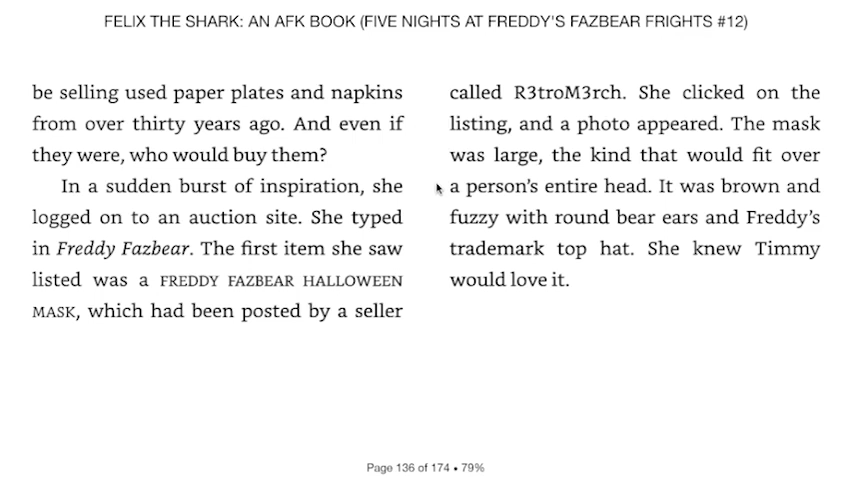 FELIX THE SHARK: AN AFK BOOK (FIVE NIGHTS AT FREDDY'S FAZBEAR FRIGHTS #12)
be selling used paper plates and napkins
from over thirty years ago. And even if
they were, who would buy them?
In a sudden burst of inspiration, she
logged on to an auction site. She typed
in Freddy Fazbear. The first item she saw
listed was a FREDDY FAZBEAR HALLOWEEN
MASK, which had been posted by a seller
called R3troM3rch. She clicked on the
listing, and a photo appeared. The mask
was large, the kind that would fit over
a person's entire head. It was brown and
fuzzy with round bear ears and Freddy's
trademark top hat. She knew Timmy
would love it.
Page 136 of 174 • 79%